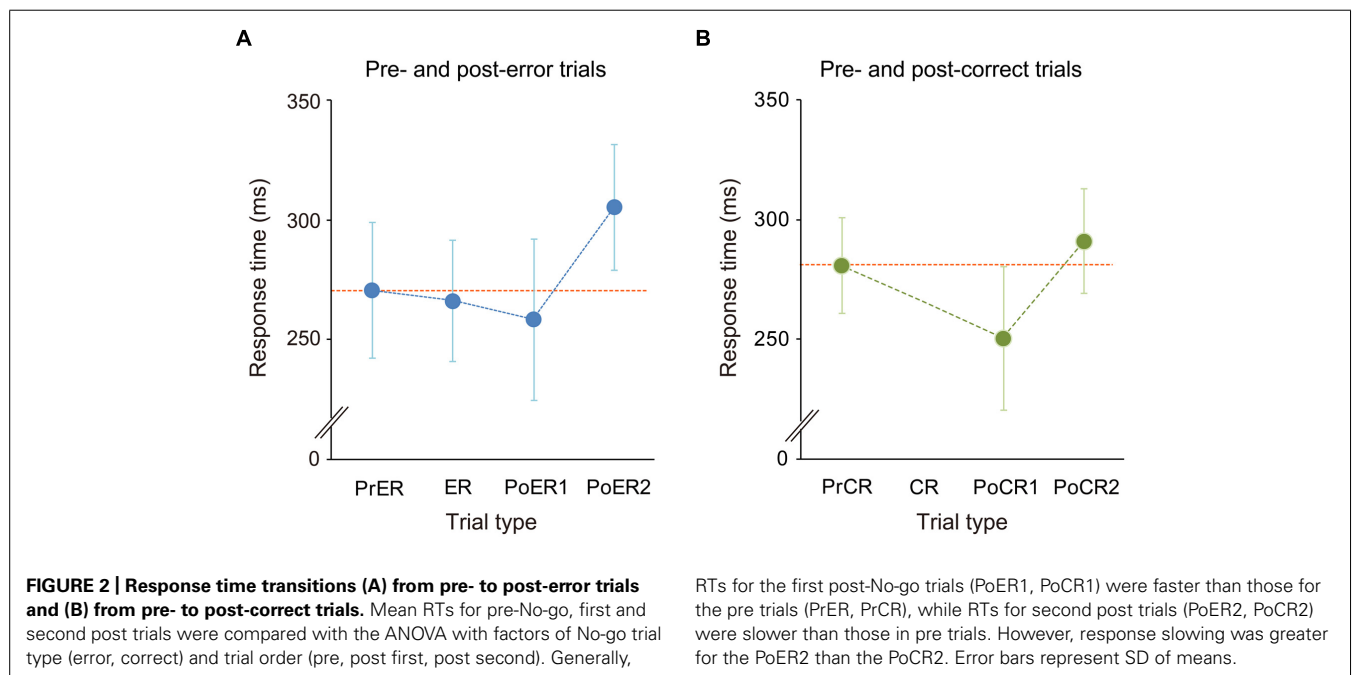 A
Pre- and post-error trials
350
300
250
0
Response time (ms)
PrER ER PoER1 PoER2
Trial type
B
Pre- and post-correct trials
350
300
250
0
Response time (ms)
PrCR CR PoCR1 PoCR2
Trial type
FIGURE 2 | Response time transitions (A) from pre- to post-error trials
and (B) from pre- to post-correct trials. Mean RTs for pre-No-go, first and
second post trials were compared with the ANOVA with factors of No-go trial
type (error, correct) and trial order (pre, post first, post second). Generally,
RTs for the first post-No-go trials (PoER1, PoCR1) were faster than those for
the pre trials (PrER, PrCR), while RTs for second post trials (PoER2, PoCR2)
were slower than those in pre trials. However, response slowing was greater
for the PoER2 than the PoCR2. Error bars represent SD of means.